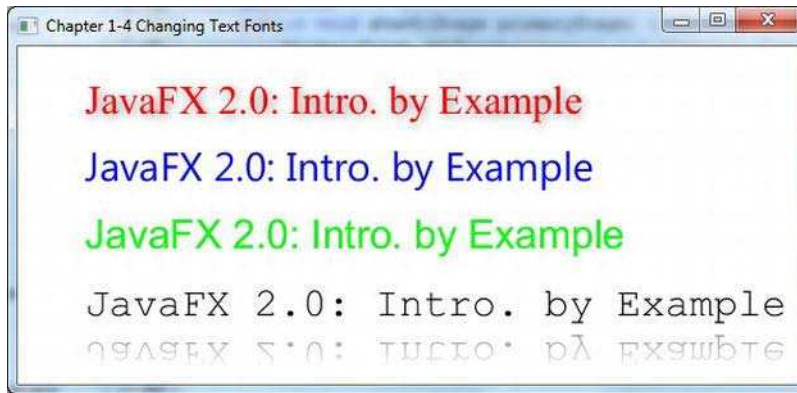 Chapter 1-4 Changing Text Fonts
JavaFX 2.0: Intro. by Example
JavaFX 2.0: Intro. by Example
JavaFX 2.0: Intro. by Example
JavaFX 2.0: Intro. by Example